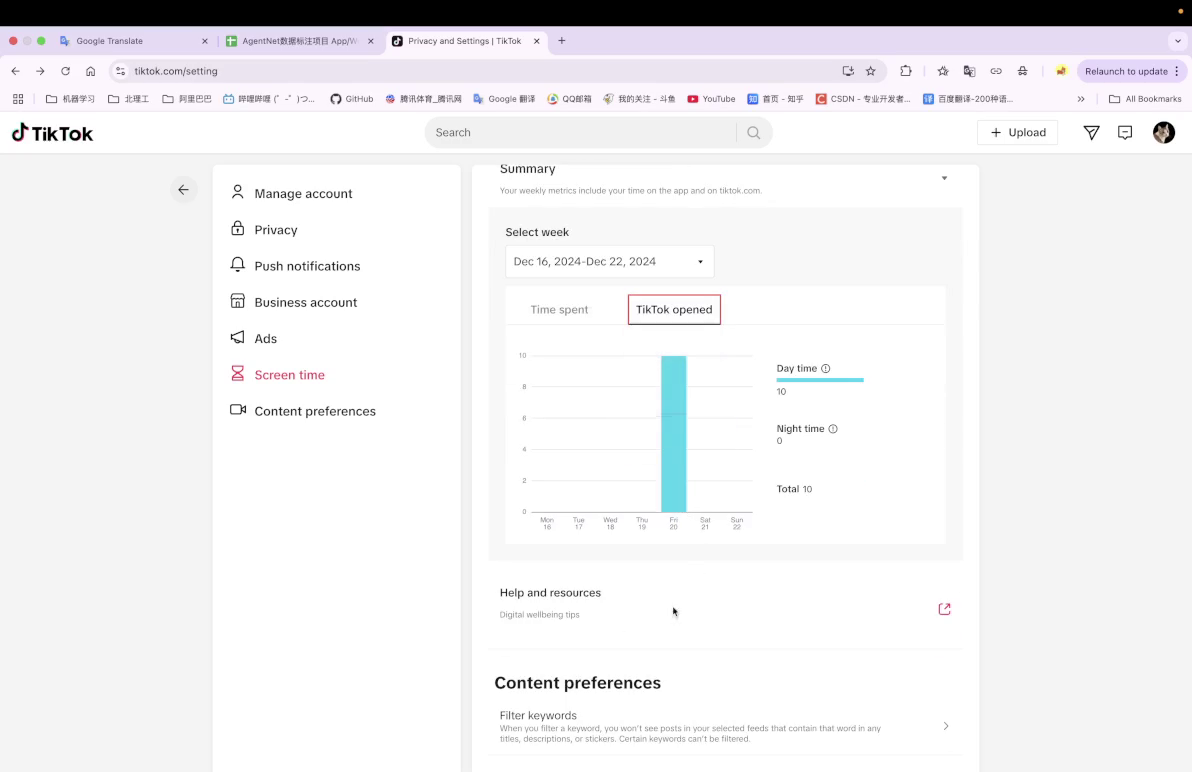 Google Translate
AgentNet数据标注项目 App/W
Privacy and Settings | TikTok
tiktok.com/setting
Relaunch to update
机器学习
北理工
阿里巴巴
哔哩哔哩 (゜-゜)つ...
GitHub
腾讯体育_腾讯网
Google 翻译
QQ邮箱
我的关注 - 斗鱼
YouTube
首页 - 知乎
CSDN - 专业开发者...
百度翻译-200种语...
All Bookmarks
TikTok
Search
Upload
Manage account
Privacy
Push notifications
Business account
Ads
Screen time
Content preferences
Summary
Your weekly metrics include your time on the app and on tiktok.com.
Select week
Dec 16, 2024-Dec 22, 2024
Time spent
TikTok opened
10
8
6
4
2
0
Mon Tue Wed Thu Fri Sat Sun
16 17 18 19 20 21 22
Day time
10
Night time
0
Total 10
Help and resources
Digital wellbeing tips
Content preferences
Filter keywords
When you filter a keyword, you won't see posts in your selected feeds that contain that word in any
titles, descriptions, or stickers. Certain keywords can't be filtered.